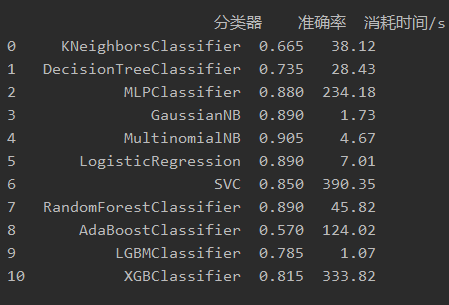 分类器 准确率 消耗时间/s
0 KNeighborsClassifier 0.665 38.12
1 DecisionTreeClassifier 0.735 28.43
2 MLPClassifier 0.880 234.18
3 GaussianNB 0.890 1.73
4 MultinomialNB 0.905 4.67
5 LogisticRegression 0.890 7.01
6 SVC 0.850 390.35
7 RandomForestClassifier 0.890 45.82
8 AdaBoostClassifier 0.570 124.02
9 LGBMClassifier 0.785 1.07
10 XGBClassifier 0.815 333.82